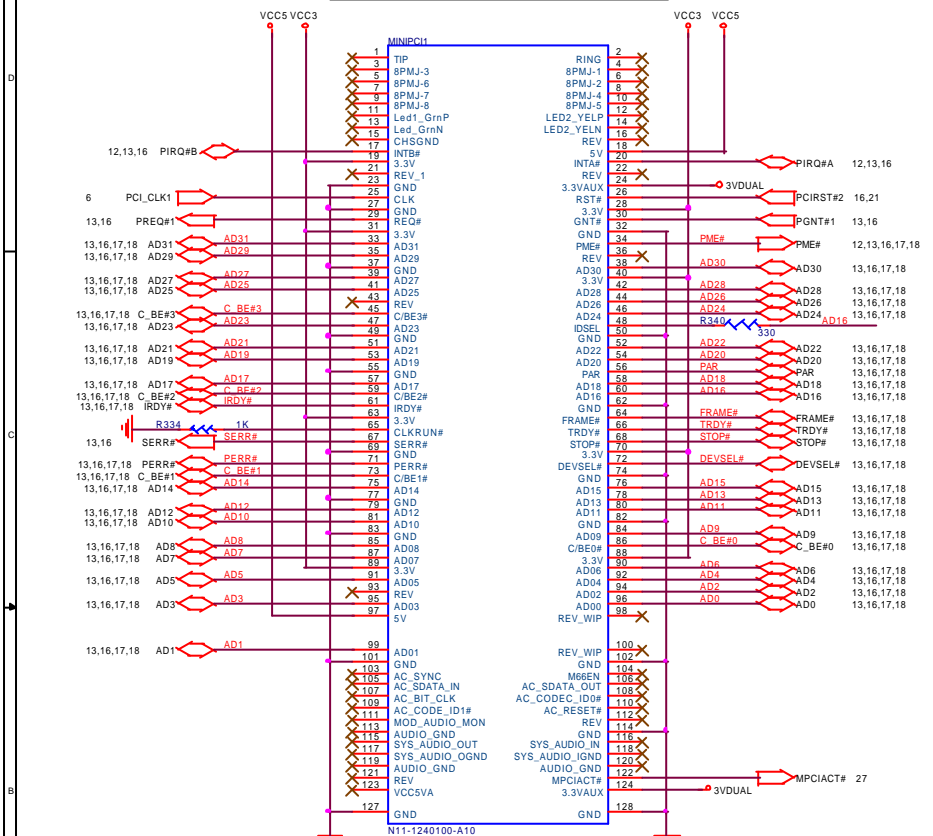 VCC5 VCC3 VCC3 VCC5
MINIPCI1
1 TIP RING 2
3 8PMJ-3 8PMJ-1 4
5 8PMJ-6 8PMJ-2 6
7 8PMJ-7 8PMJ-4 8
9 8PMJ-8 8PMJ-5 10
11 Led1_GrnP LED2_YELP 12
13 Led_GrnN LED2_YELN 14
15 CHSGND REV 16
12,13,16 PIRQ#B 17 INTB# 5V 18
19 3.3V INTA# 20 PIRQ#A 12,13,16
21 REV_1 REV 22
23 GND 3.3VAUX 24 3VDUAL
6 PCI_CLK1 25 CLK RST# 26 PCIRST#2 16,21
27 GND 3.3V 28
13,16 PREQ#1 29 REQ# GNT# 30 PGNT#1 13,16
31 3.3V GND 32
13,16,17,18 AD31 AD31 33 AD31 PME# 34 PME# PME# 12,13,16,17,18
13,16,17,18 AD29 AD29 35 AD29 REV 36
37 GND AD30 38 AD30 AD30 13,16,17,18
13,16,17,18 AD27 AD27 39 AD27 3.3V 40
13,16,17,18 AD25 AD25 41 AD25 AD28 42 AD28 AD28 13,16,17,18
43 REV AD26 44 AD26 AD26 13,16,17,18
13,16,17,18 C_BE#3 C_BE#3 45 C/BE3# AD24 46 AD24 AD24 13,16,17,18
13,16,17,18 AD23 AD23 47 AD23 IDSEL 48 R340 330 AD16
49 GND GND 50
13,16,17,18 AD21 AD21 51 AD21 AD22 52 AD22 AD22 13,16,17,18
13,16,17,18 AD19 AD19 53 AD19 AD20 54 AD20 AD20 13,16,17,18
55 GND PAR 56 PAR PAR 13,16,17,18
13,16,17,18 AD17 AD17 57 AD17 AD18 58 AD18 AD18 13,16,17,18
13,16,17,18 C_BE#2 C_BE#2 59 C/BE2# AD16 60 AD16 AD16 13,16,17,18
13,16,17,18 IRDY# IRDY# 61 IRDY# GND 62
63 3.3V FRAME# 64 FRAME# FRAME# 13,16,17,18
R334 1K 65 CLKRUN# TRDY# 66 TRDY# TRDY# 13,16,17,18
13,16 SERR# SERR# 67 SERR# STOP# 68 STOP# STOP# 13,16,17,18
69 GND 3.3V 70
13,16,17,18 PERR# PERR# 71 PERR# DEVSEL# 72 DEVSEL# DEVSEL# 13,16,17,18
13,16,17,18 C_BE#1 C_BE#1 73 C/BE1# GND 74
13,16,17,18 AD14 AD14 75 AD14 AD15 76 AD15 AD15 13,16,17,18
77 GND AD13 78 AD13 AD13 13,16,17,18
13,16,17,18 AD12 AD12 79 AD12 AD11 80 AD11 AD11 13,16,17,18
13,16,17,18 AD10 AD10 81 AD10 GND 82
83 GND AD09 84 AD9 AD9 13,16,17,18
13,16,17,18 AD8 AD8 85 AD08 C/BE0# 86 C_BE#0 C_BE#0 13,16,17,18
13,16,17,18 AD7 AD7 87 AD07 3.3V 88
89 3.3V AD06 90 AD6 AD6 13,16,17,18
13,16,17,18 AD5 AD5 91 AD05 AD04 92 AD4 AD4 13,16,17,18
93 REV AD02 94 AD2 AD2 13,16,17,18
13,16,17,18 AD3 AD3 95 AD03 AD00 96 AD0 AD0 13,16,17,18
97 5V REV_WIP 98
13,16,17,18 AD1 AD1 99 AD01 REV_WIP 100
101 GND GND 102
103 AC_SYNC M66EN 104
105 AC_SDATA_IN AC_SDATA_OUT 106
107 AC_BIT_CLK AC_CODEC_ID0# 108
109 AC_CODE_ID1# AC_RESET# 110
111 MOD_AUDIO_MON REV 112
113 AUDIO_GND GND 114
115 SYS_AUDIO_OUT SYS_AUDIO_IN 116
117 SYS_AUDIO_OGND SYS_AUDIO_IGND 118
119 AUDIO_GND AUDIO_GND 120
121 REV MPCIACT# 122 MPCIACT# 27
123 VCC5VA 3.3VAUX 124 3VDUAL
127 GND GND 128
N11-1240100-A10
D
C
B